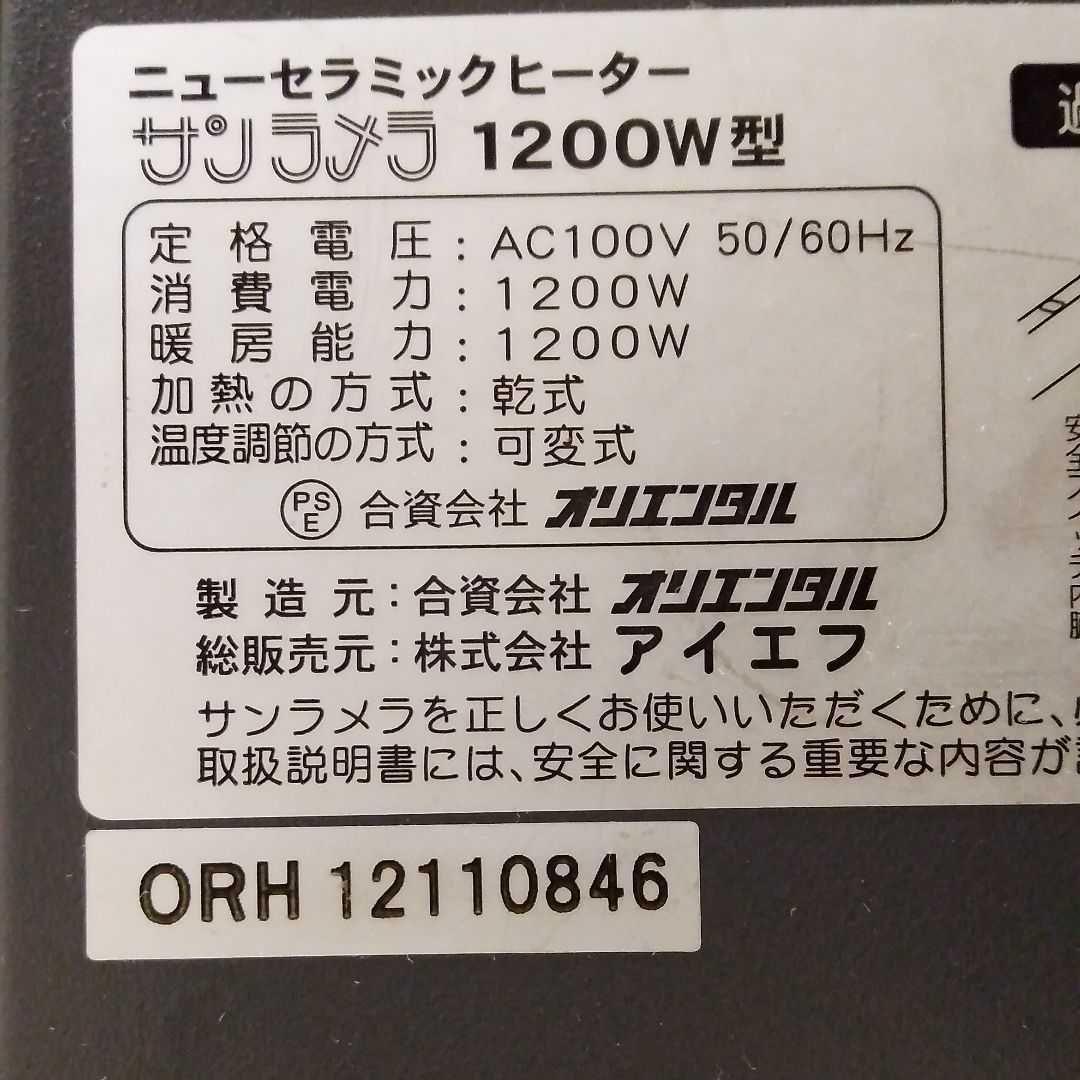 ニューセラミックヒーター
サンラメラ 1200W型
定格電圧：AC100V 50/60Hz
消費電力：1200W
暖房能力：1200W
加熱の方式：乾式
温度調節の方式：可変式
PSE 合資会社 オリエンタル
製造元：合資会社 オリエンタル
総販売元：株式会社 アイエフ
サンラメラを正しくお使いいただくために、
取扱説明書には、安全に関する重要な内容が
ORH 12110846